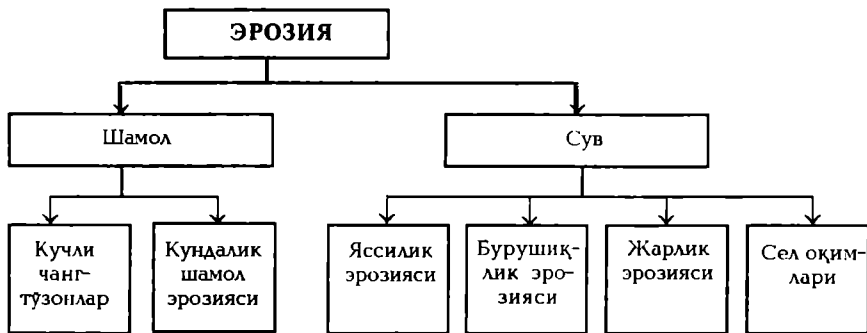 ЭРОЗИЯ
Шамол
Сув
Кучли
чанг-
тўзонлар
Кундалик
шамол
эрозияси
Яссилик
эрозияси
Бурушиқ-
лик эро-
зияси
Жарлик
эрозияси
Сел оқим-
лари